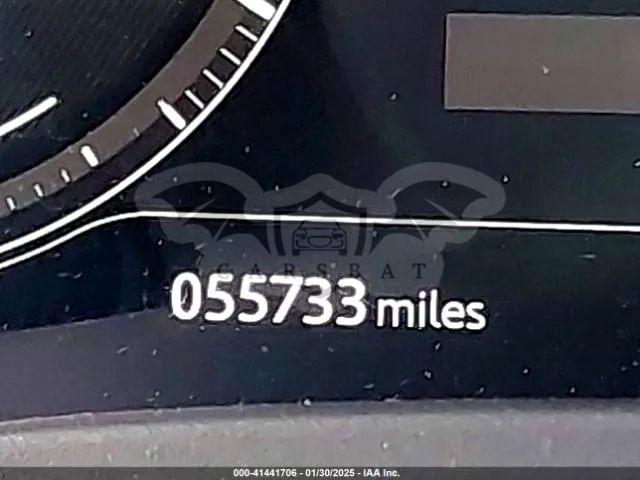 CARSBAT
055733 miles
000-41441706 - 01/30/2025 - IAA Inc.